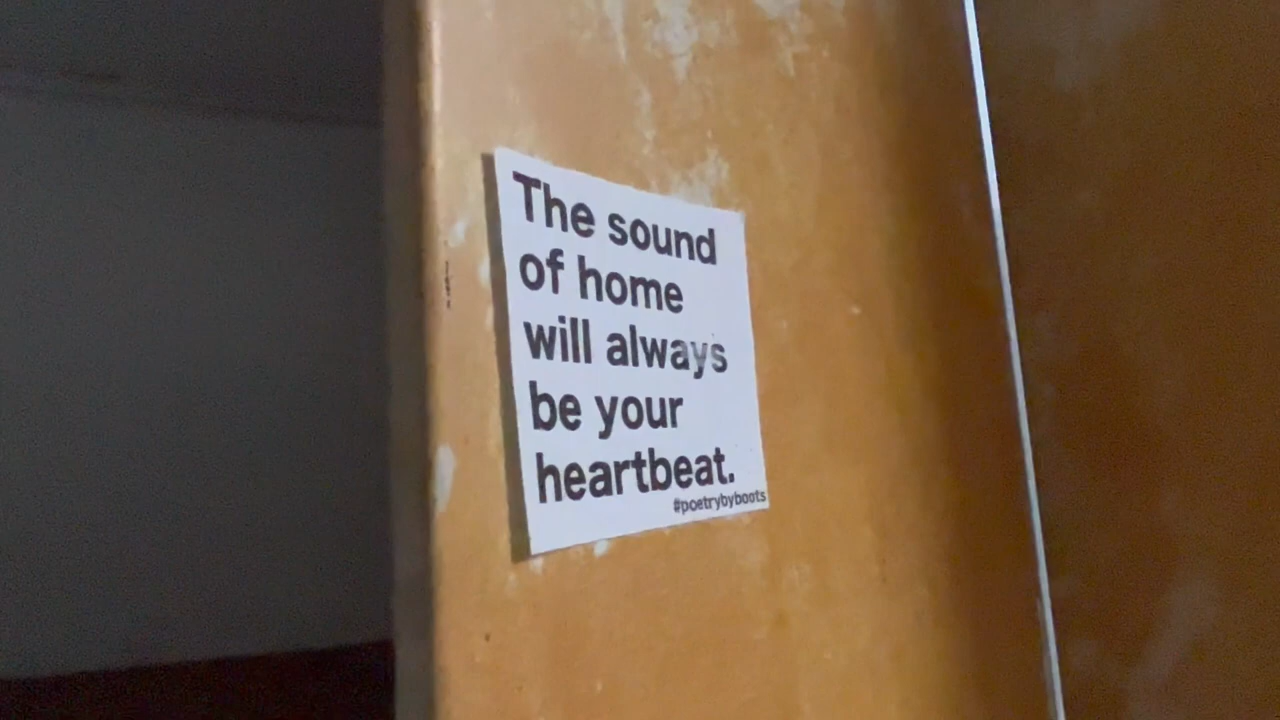 The sound
of home
will always
be your
heartbeat.
#poetrybyboots